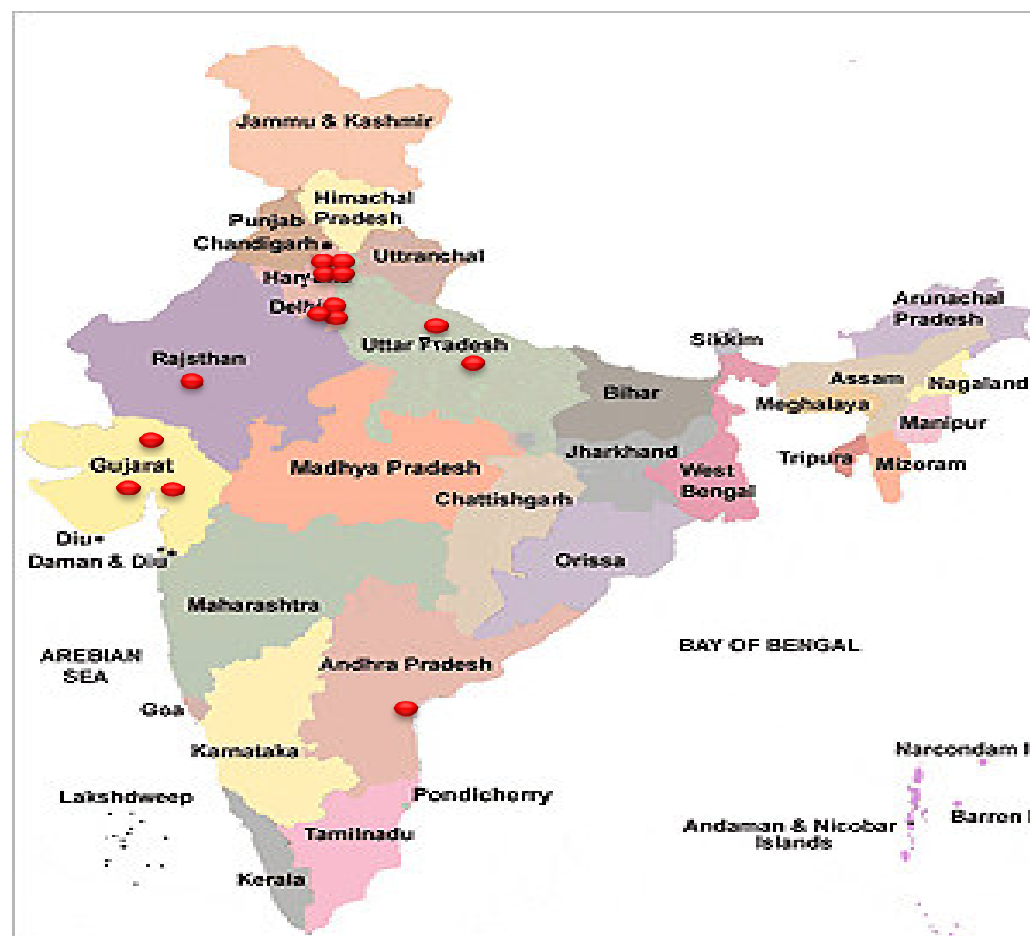 Jammu & Kashmir
Himachal
Pradesh
Punjab
Chandigarh
Uttranchal
Haryana
Delhi
Arunachal
Pradesh
Sikkim
Uttar Pradesh
Rajsthan
Assam
Nagaland
Bihar
Meghalaya
Manipur
Jharkhand
Tripura
Mizoram
Gujarat
Madhya Pradesh
West
Bengal
Chattishgarh
Diu
Daman & Diu
Orissa
Maharashtra
BAY OF BENGAL
AREBIAN
SEA
Andhra Pradesh
Goa
Karnataka
Narcondam I
Lakshdweep
Pondicherry
Barren
Tamilnadu
Andaman & Nicobar
Islands
Kerala